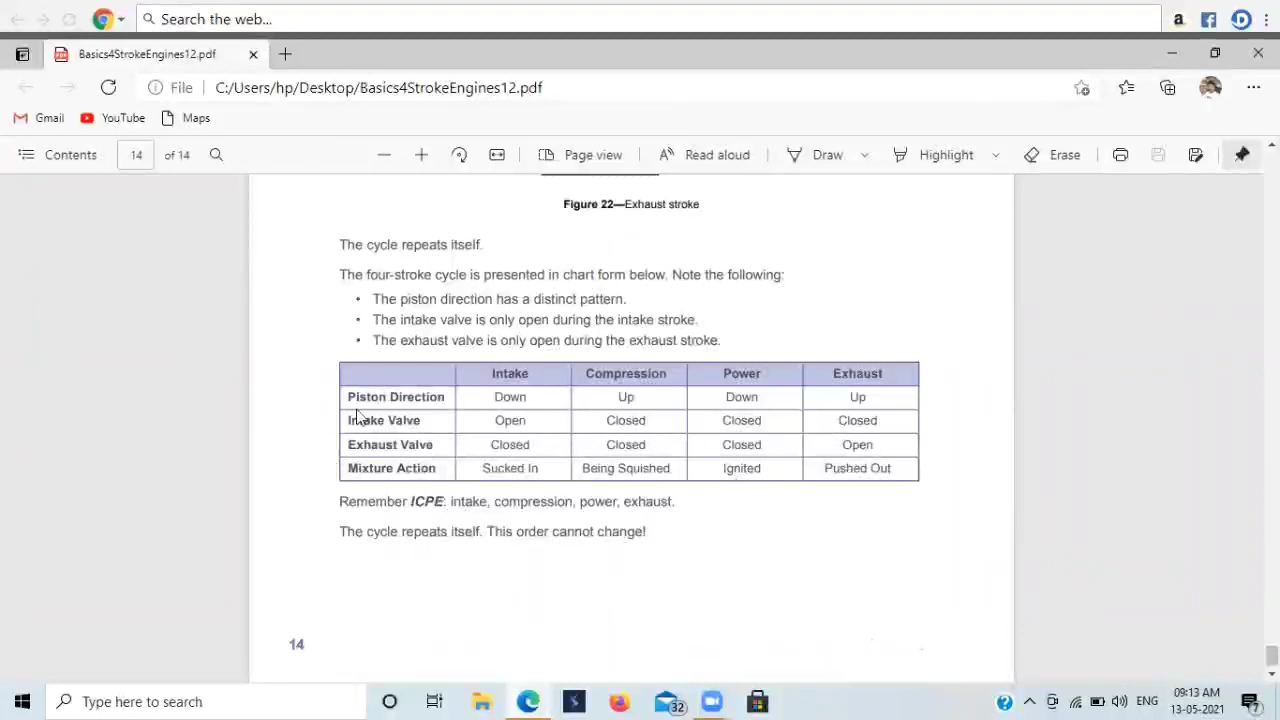 Search the web...
Basics4StrokeEngines12.pdf
File C:/Users/hp/Desktop/Basics4StrokeEngines12.pdf
Gmail YouTube Maps
Contents 14 of 14 Page view Read aloud Draw Highlight Erase
Figure 22—Exhaust stroke
The cycle repeats itself.
The four-stroke cycle is presented in chart form below. Note the following:
• The piston direction has a distinct pattern.
• The intake valve is only open during the intake stroke.
• The exhaust valve is only open during the exhaust stroke.
Intake Compression Power Exhaust
Piston Direction Down Up Down Up
Intake Valve Open Closed Closed Closed
Exhaust Valve Closed Closed Closed Open
Mixture Action Sucked In Being Squished Ignited Pushed Out
Remember ICPE: intake, compression, power, exhaust.
The cycle repeats itself. This order cannot change!
14
Type here to search 32 ENG 09:13 AM
13-05-2021 7